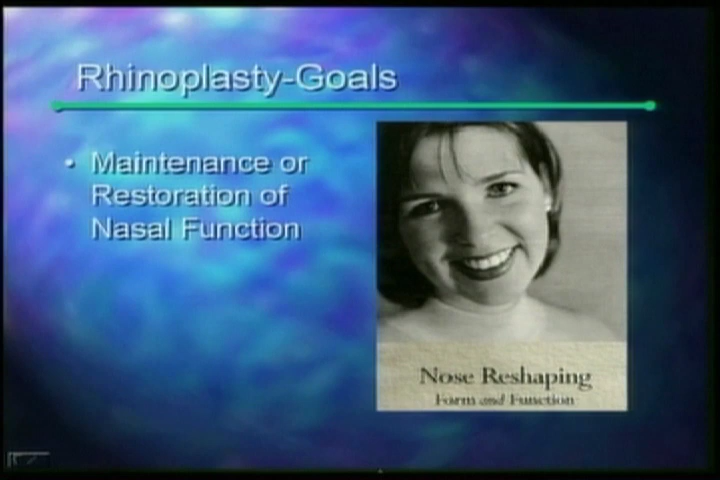 Rhinoplasty-Goals
• Maintenance or
Restoration of
Nasal Function
Nose Reshaping
Form and Function